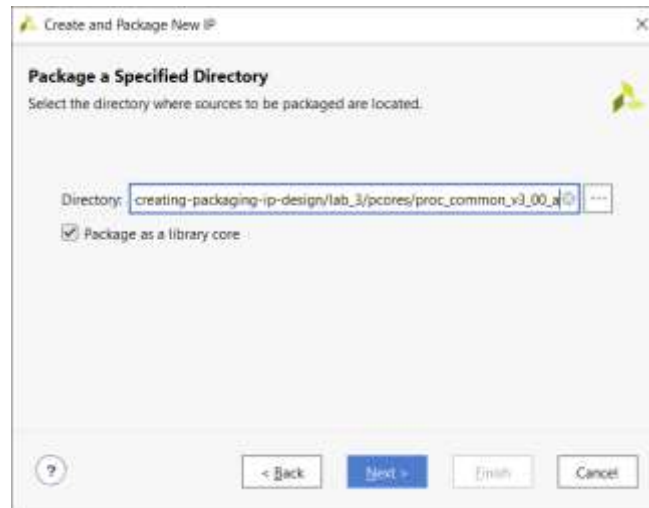 Create and Package New IP
Package a Specified Directory
Select the directory where sources to be packaged are located.
Directory: creating-packaging-ip-design/lab_3/pcores/proc_common_v3_00_a
Package as a library core
? < Back Next > Finish Cancel